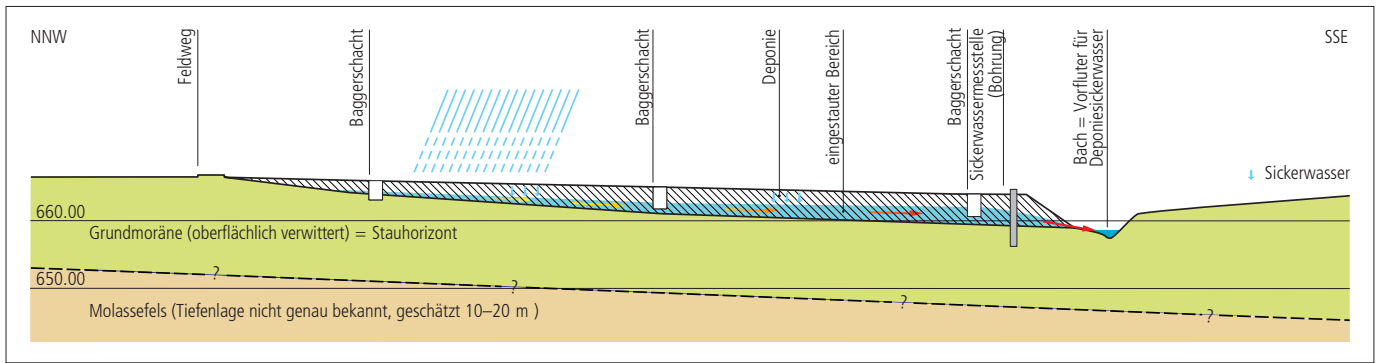 NNW
Feldweg
Baggerschacht
Baggerschacht
Deponie
eingestauter Bereich
Baggerschacht
Sickerwassermessstelle
(Bohrung)
Bach = Vorfluter für
Deponiesickerwasser
SSE
Sickerwasser
660.00
Grundmoräne (oberflächlich verwittert) = Stauhorizont
?
?
?
?
650.00
Molassefels (Tiefenlage nicht genau bekannt, geschätzt 10–20 m )